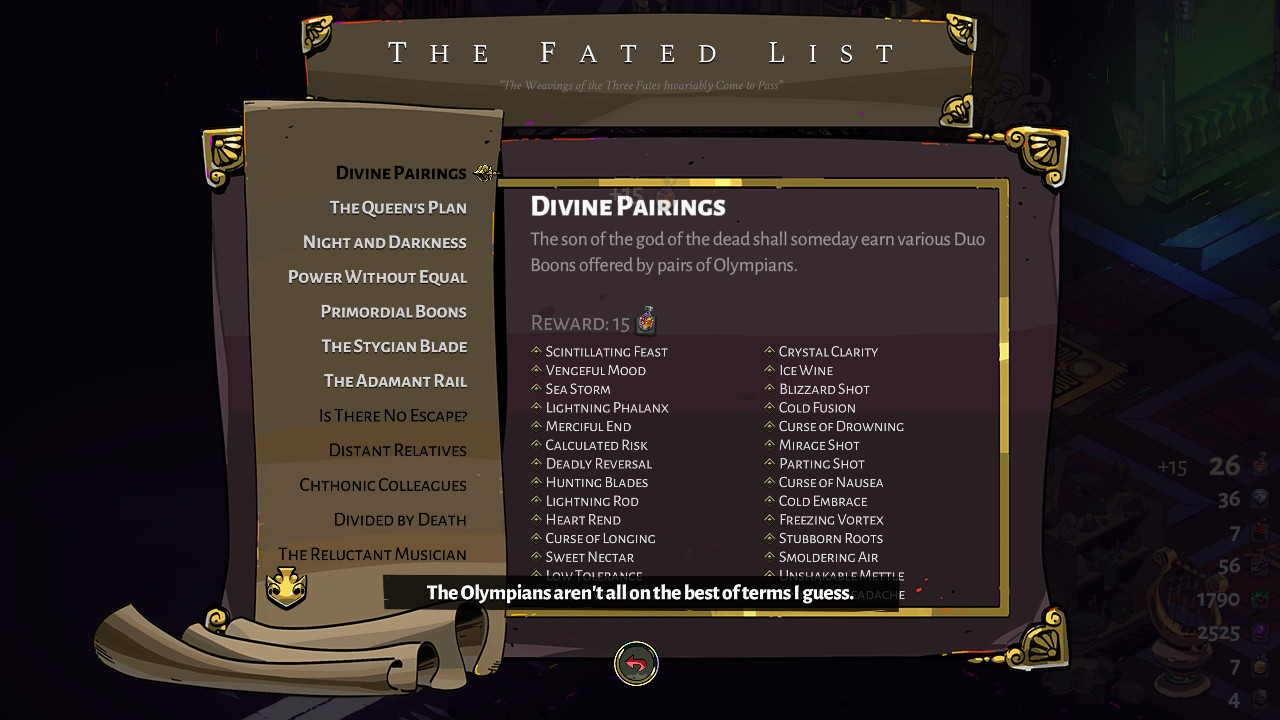 THE FATED LIST
"The Weavings of the Three Fates Invariably Come to Pass"
DIVINE PAIRINGS
THE QUEEN'S PLAN
NIGHT AND DARKNESS
POWER WITHOUT EQUAL
PRIMORDIAL BOONS
THE STYGIAN BLADE
THE ADAMANT RAIL
IS THERE NO ESCAPE?
DISTANT RELATIVES
CHTHONIC COLLEAGUES
DIVIDED BY DEATH
THE RELUCTANT MUSICIAN
+15
DIVINE PAIRINGS
The son of the god of the dead shall someday earn various Duo
Boons offered by pairs of Olympians.
REWARD: 15
SCINTILLATING FEAST
VENGEFUL MOOD
SEA STORM
LIGHTNING PHALANX
MERCIFUL END
CALCULATED RISK
DEADLY REVERSAL
HUNTING BLADES
LIGHTNING ROD
HEART REND
CURSE OF LONGING
SWEET NECTAR
LOW TOLERANCE
CRYSTAL CLARITY
ICE WINE
BLIZZARD SHOT
COLD FUSION
CURSE OF DROWNING
MIRAGE SHOT
PARTING SHOT
CURSE OF NAUSEA
COLD EMBRACE
FREEZING VORTEX
STUBBORN ROOTS
SMOLDERING AIR
UNSHAKABLE METTLE
The Olympians aren't all on the best of terms I guess.
+15 26
36
7
56
1790
2525
7
4